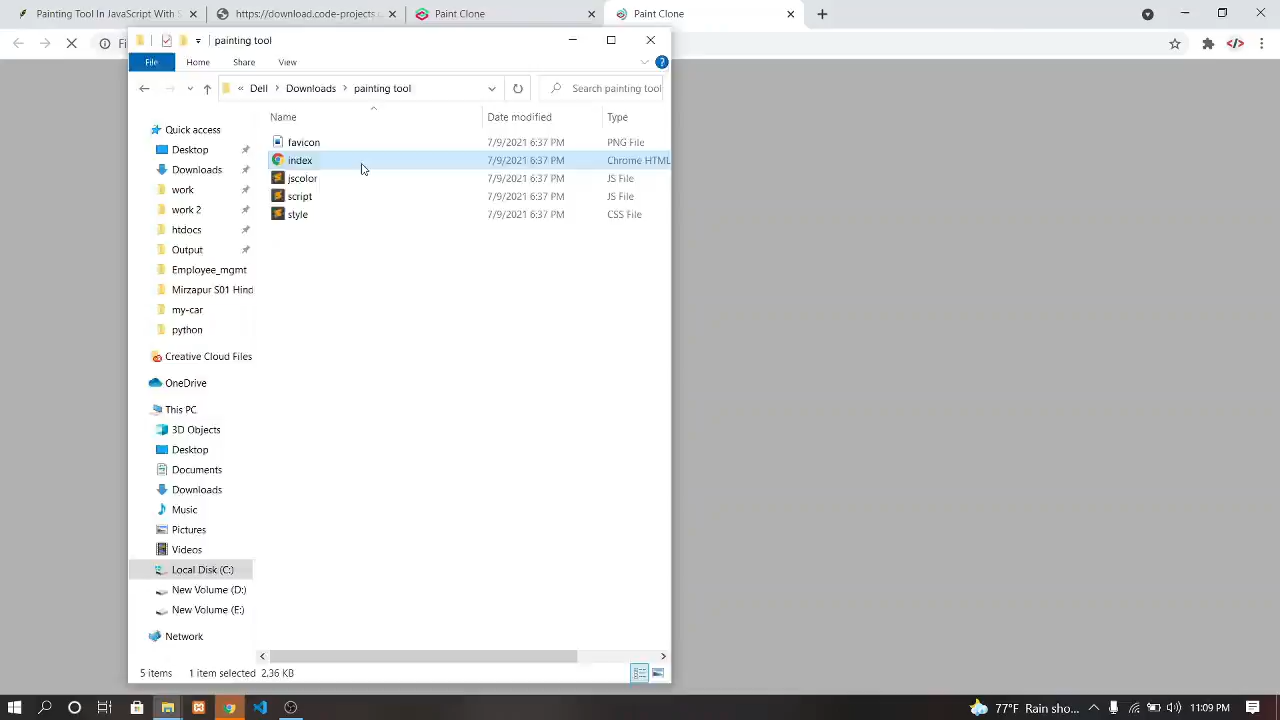 Painting Tool In JavaScript With S
https://download.code-projects.o
Paint Clone
Paint Clone
Fi
painting tool
File
Home
Share
View
« Dell > Downloads > painting tool
Search painting tool
Name
Date modified
Type
favicon 7/9/2021 6:37 PM PNG File
index 7/9/2021 6:37 PM Chrome HTML
jscolor 7/9/2021 6:37 PM JS File
script 7/9/2021 6:37 PM JS File
style 7/9/2021 6:37 PM CSS File
Quick access
Desktop
Downloads
work
work 2
htdocs
Output
Employee_mgmt
Mirzapur S01 Hind
my-car
python
Creative Cloud Files
OneDrive
This PC
3D Objects
Desktop
Documents
Downloads
Music
Pictures
Videos
Local Disk (C:)
New Volume (D:)
New Volume (E:)
Network
5 items 1 item selected 2.36 KB
77°F Rain sho... 11:09 PM